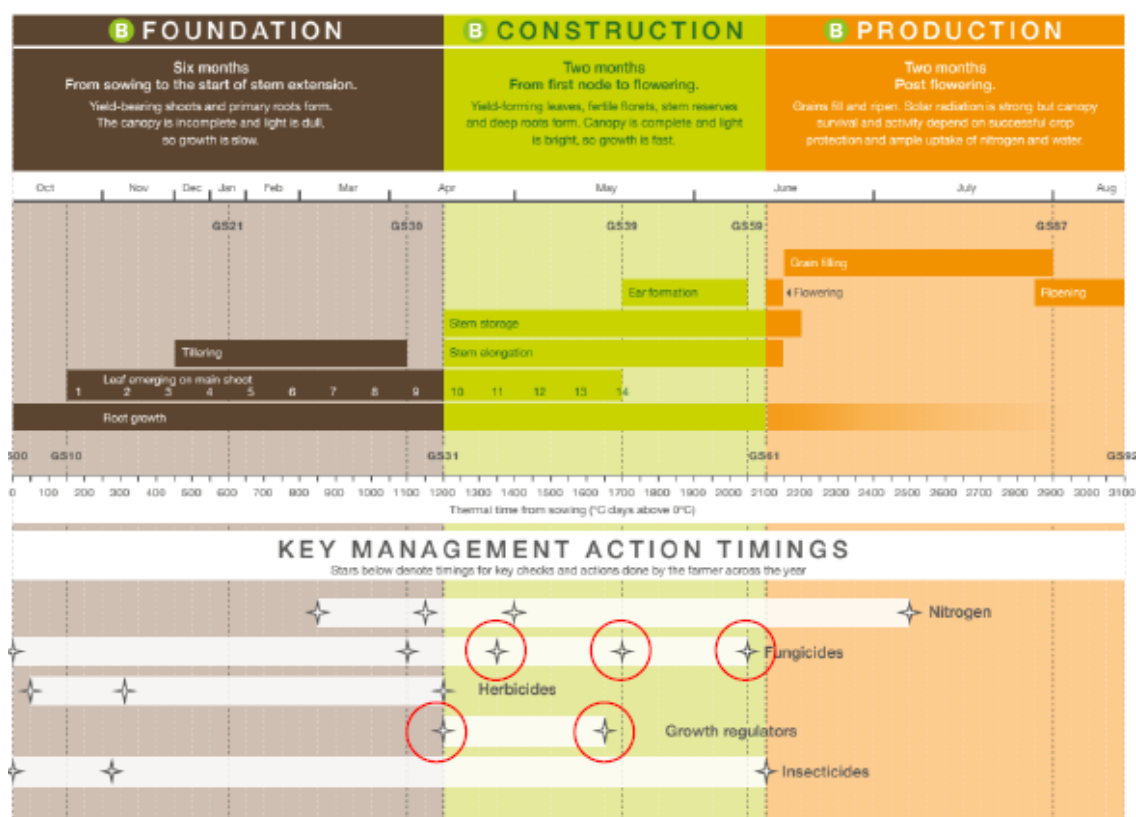 B FOUNDATION
Six months
From sowing to the start of stem extension.
Yield-bearing shoots and primary roots form.
The canopy is incomplete and light is dull,
so growth is slow.
B CONSTRUCTION
Two months
From first node to flowering.
Yield-forming leaves, fertile florets, stem reserves
and deep roots form. Canopy is complete and light
is bright, so growth is fast.
B PRODUCTION
Two months
Post flowering.
Grains fill and ripen. Solar radiation is strong but canopy
survival and activity depend on successful crop
protection and ample uptake of nitrogen and water.
Oct Nov Dec Jan Feb Mar Apr May June July Aug
GS21 GS30 GS39 GS59 GS87
Grain filling
Ear formation Flowering Ripening
Stem storage
Tillering Stem elongation
Leaf emerging on main shoot
1 2 3 4 5 6 7 8 9 10 11 12 13 14
Root growth
S00 GS10 GS31 GS61 GS92
0 100 200 300 400 500 600 700 800 900 1000 1100 1200 1300 1400 1500 1600 1700 1800 1900 2000 2100 2200 2300 2400 2500 2600 2700 2800 2900 3000 3100
Thermal time from sowing (°C days above 0°C)
KEY MANAGEMENT ACTION TIMINGS
Stars below denote timings for key checks and actions done by the farmer across the year
Nitrogen
Fungicides
Herbicides
Growth regulators
Insecticides